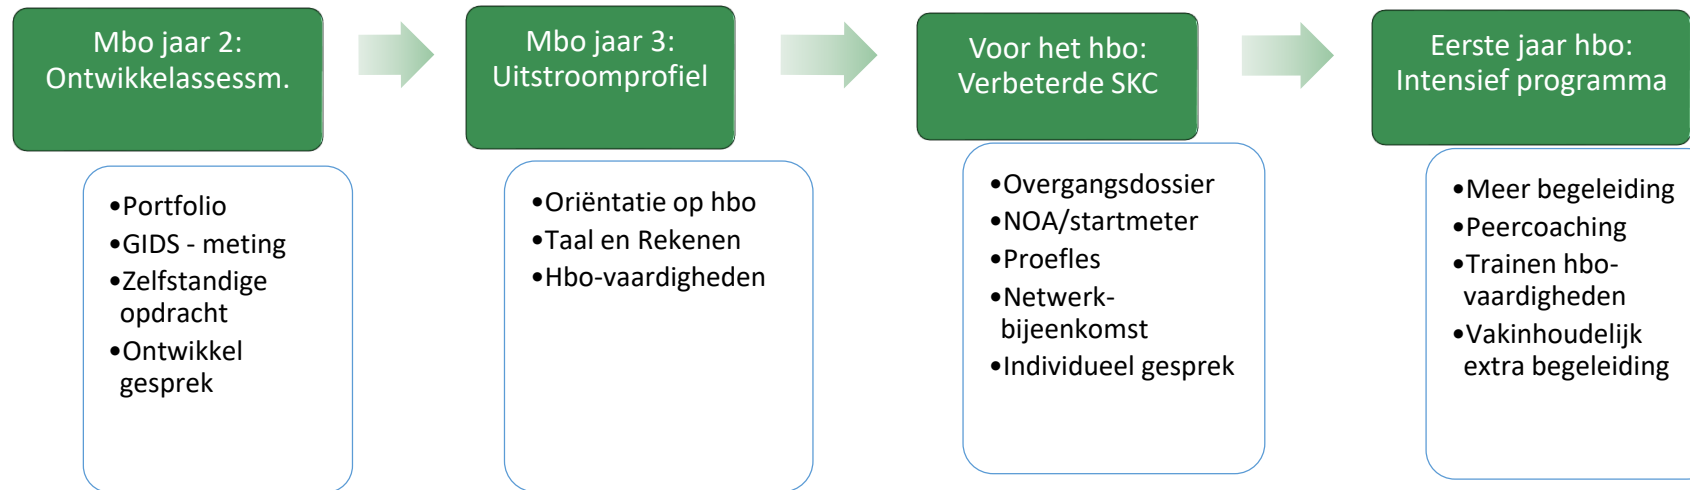 Mbo jaar 2:
Ontwikkelassessm.
•Portfolio
•GIDS - meting
•Zelfstandige
opdracht
•Ontwikkel
gesprek
Mbo jaar 3:
Uitstroomprofiel
•Oriëntatie op hbo
•Taal en Rekenen
•Hbo-vaardigheden
Voor het hbo:
Verbeterde SKC
•Overgangsdossier
•NOA/startmeter
•Proefles
•Netwerk-
bijeenkomst
•Individueel gesprek
Eerste jaar hbo:
Intensief programma
•Meer begeleiding
•Peercoaching
•Trainen hbo-
vaardigheden
•Vakinhoudelijk
extra begeleiding